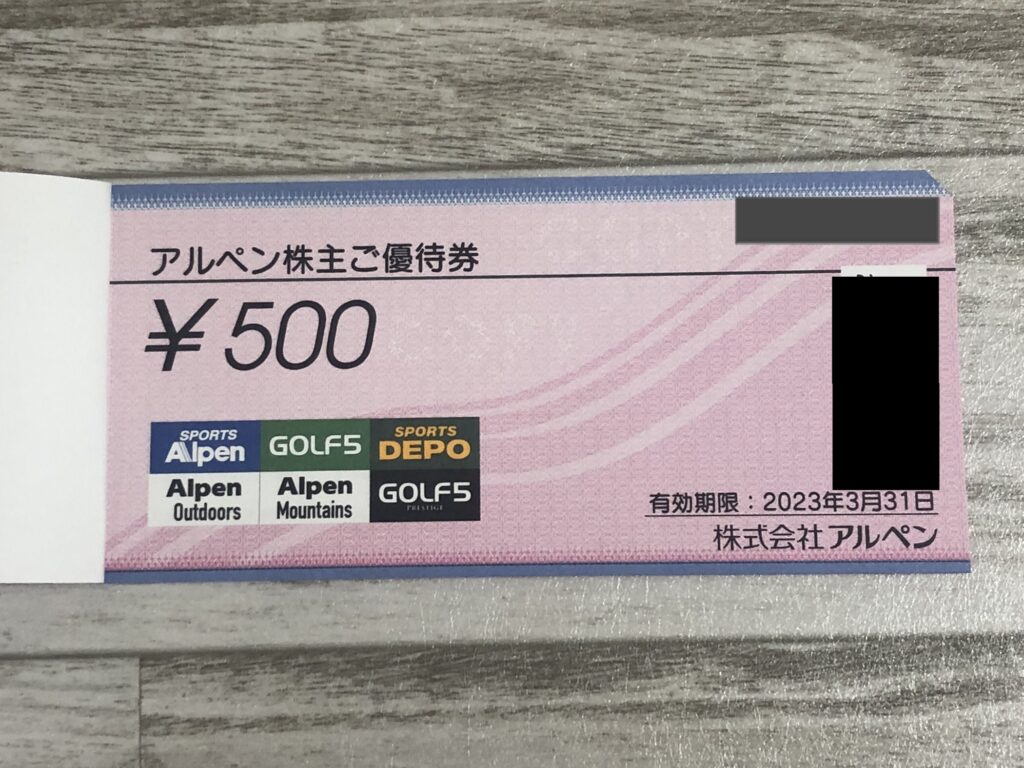 アルペン株主ご優待券
¥500
SPORTS
Alpen
GOLF5
SPORTS
DEPO
Alpen
Outdoors
Alpen
Mountains
GOLF5
PRESTIGE
有効期限：2023年3月31日
株式会社アルペン